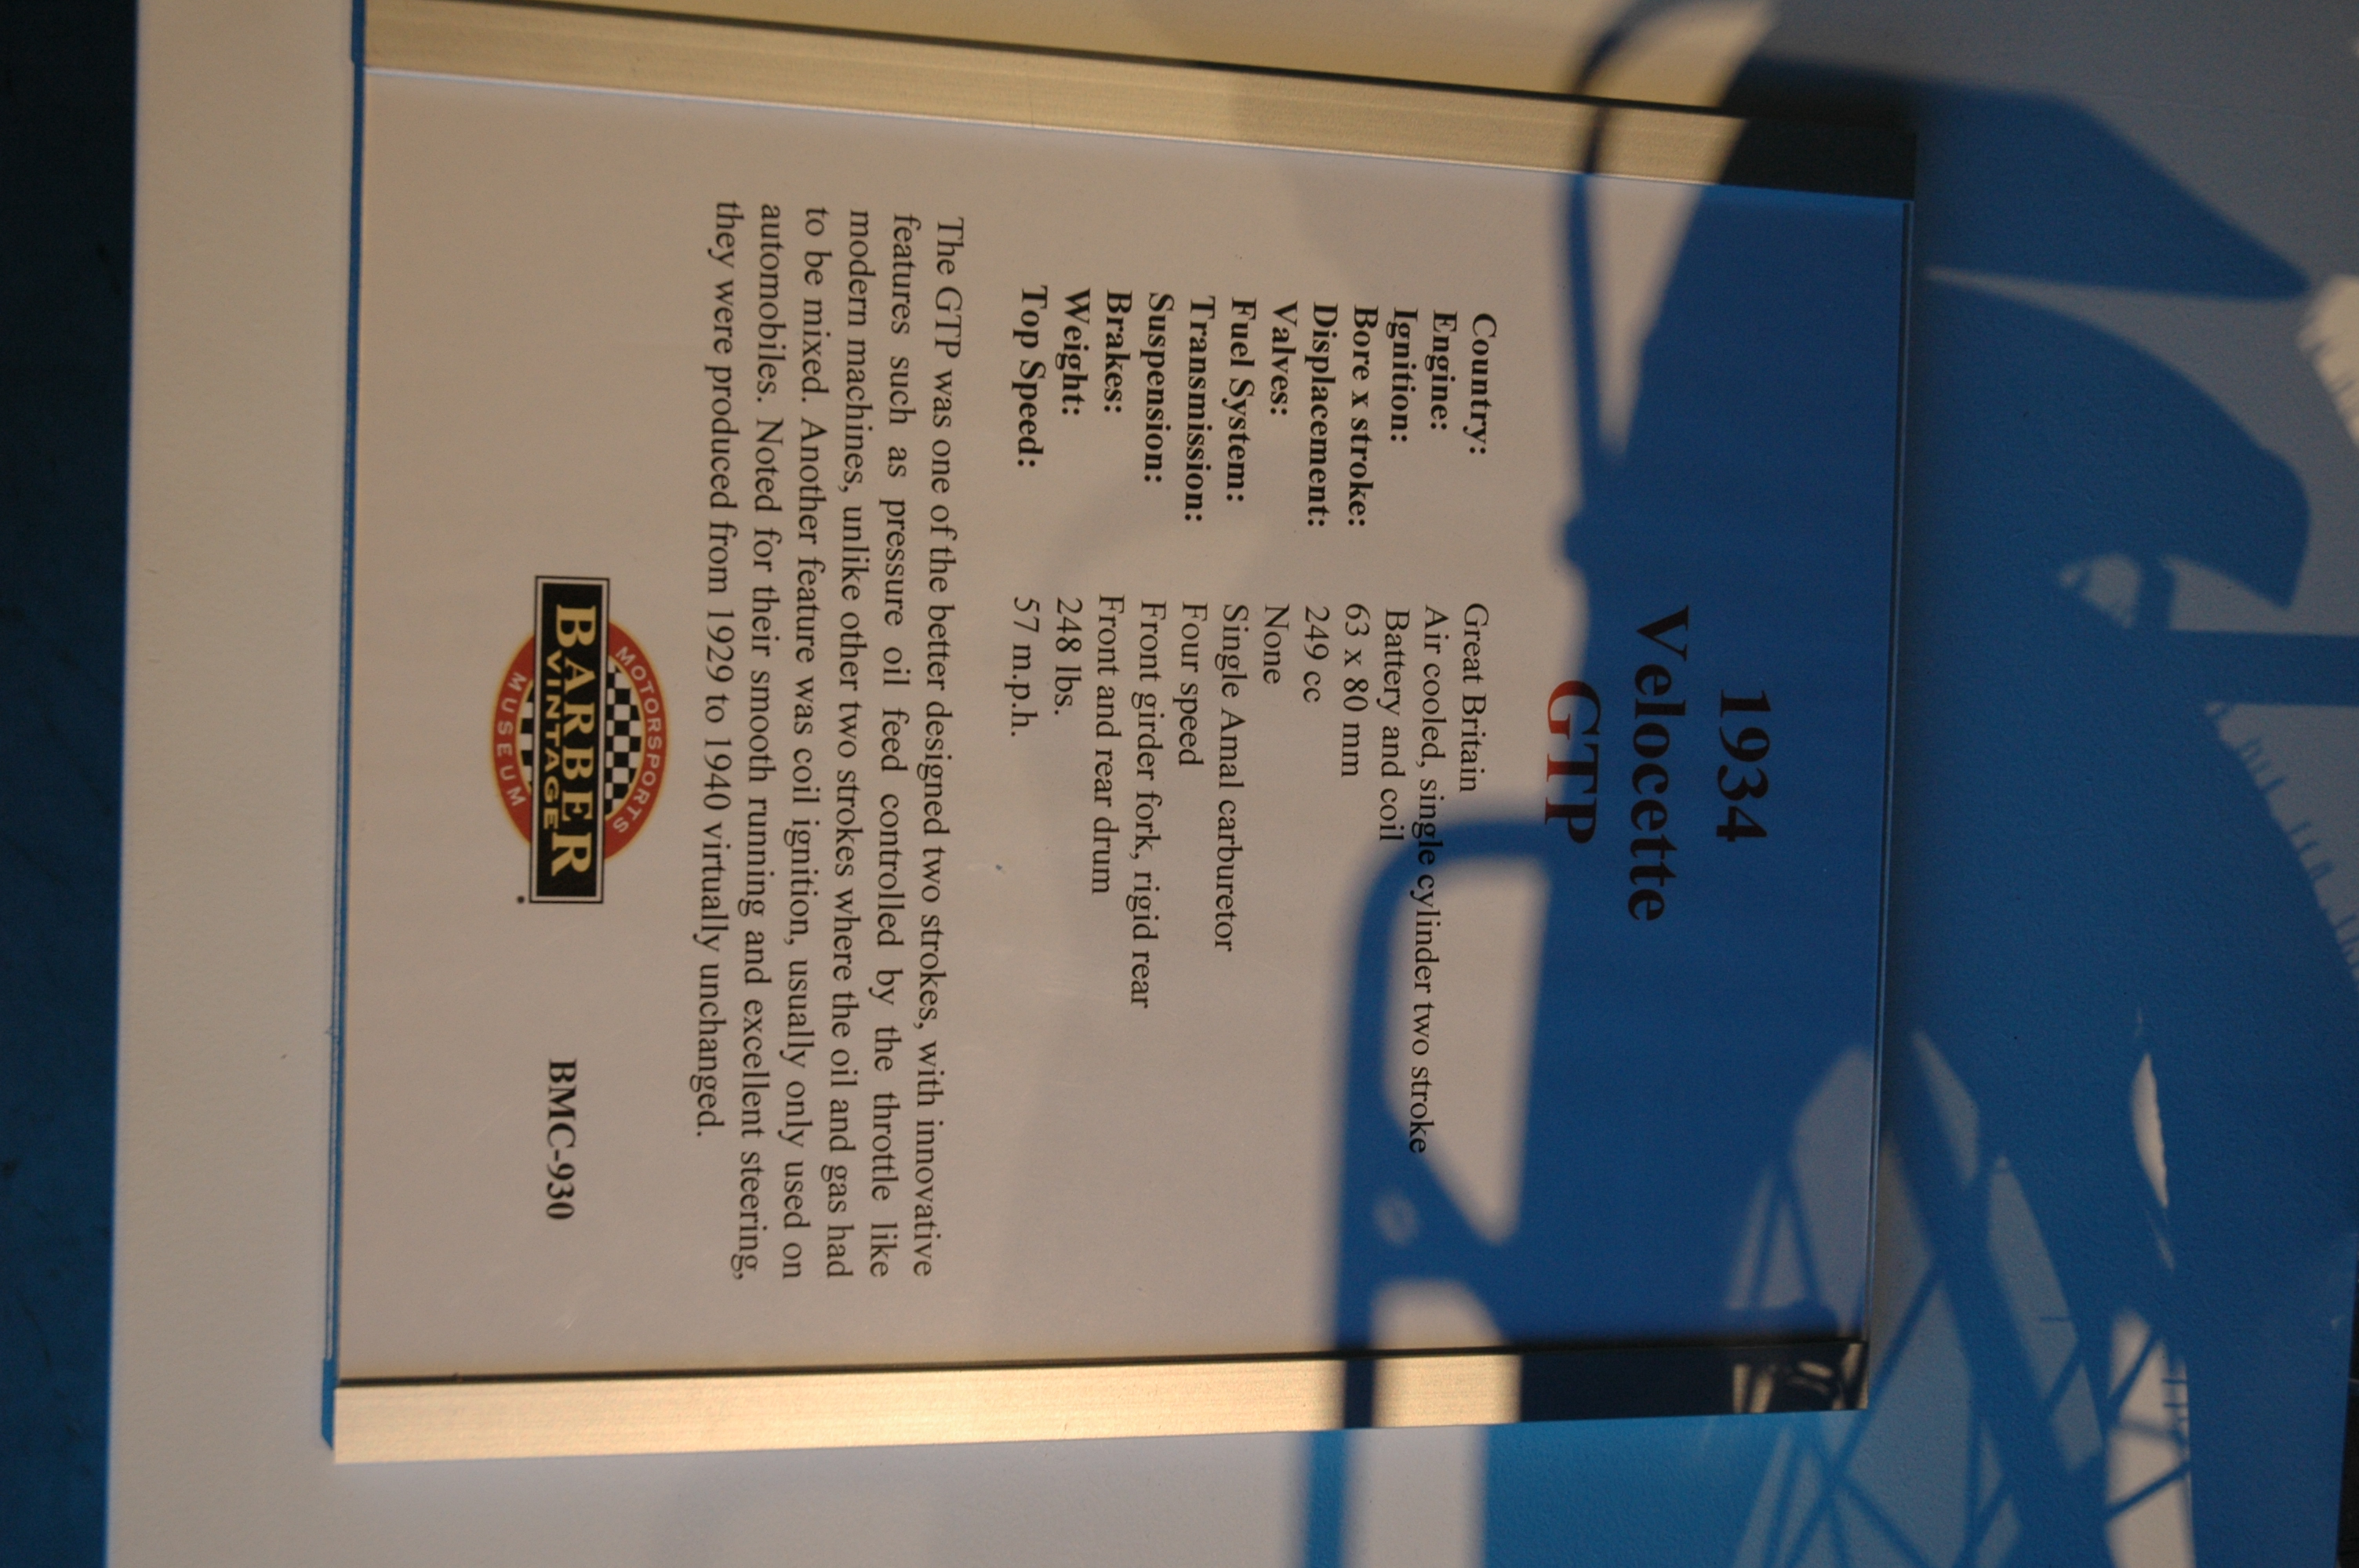 1934
Velocette
GTP
Country: Great Britain
Engine: Air cooled, single cylinder two stroke
Ignition: Battery and coil
Bore x stroke: 63 x 80 mm
Displacement: 249 cc
Valves: None
Fuel System: Single Amal carburetor
Transmission: Four speed
Suspension: Front girder fork, rigid rear
Brakes: Front and rear drum
Weight: 248 lbs.
Top Speed: 57 m.p.h.
The GTP was one of the better designed two strokes, with innovative
features such as pressure oil feed controlled by the throttle like
modern machines, unlike other two strokes where the oil and gas had
to be mixed. Another feature was coil ignition, usually only used on
automobiles. Noted for their smooth running and excellent steering,
they were produced from 1929 to 1940 virtually unchanged.
MOTORSPORTS
BARBER
VINTAGE
MUSEUM
BMC-930